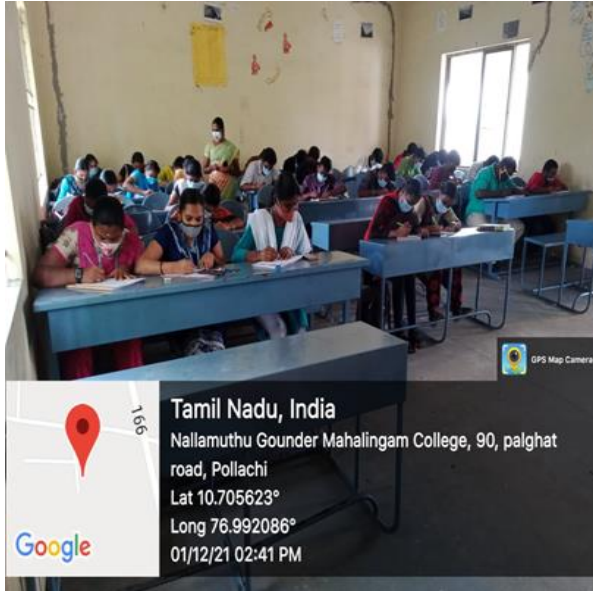 GPS Map Camera
166
Tamil Nadu, India
Nallamuthu Gounder Mahalingam College, 90, palghat
road, Pollachi
Lat 10.705623°
Long 76.992086°
01/12/21 02:41 PM
Google